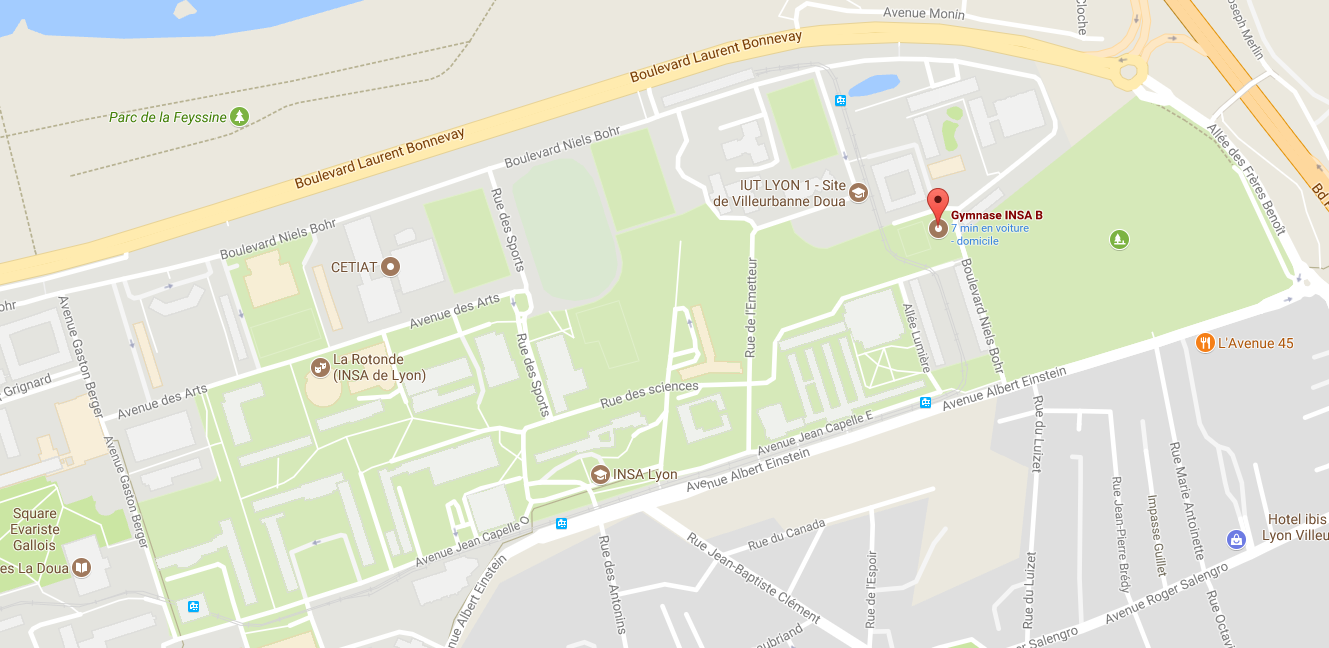 Avenue Monin
Cloche
Joseph Merlin
Boulevard Laurent Bonnevay
Parc de la Feyssine
Boulevard Laurent Bonnevay
Boulevard Niels Bohr
Allée des Frères Benoît
IUT LYON 1 - Site
de Villeurbanne Doua
Gymnase INSA B
7 min en voiture
- domicile
Rue des Sports
Boulevard Niels Bohr
CETIAT
Rue de l'Emetteur
Boulevard Niels Bohr
Avenue des Arts
Allée Lumière
Avenue Gaston Berger
Rue des Sports
L'Avenue 45
La Rotonde
(INSA de Lyon)
Grignard
Avenue des Arts
Rue des sciences
Avenue Albert Einstein
Avenue Jean Capelle E
Avenue Albert Einstein
Rue du Luizet
Rue Marie Antoinette
Avenue Gaston Berger
INSA Lyon
Rue Jean-Pierre Brédy
Impasse Guillet
Square
Evariste
Gallois
es La Doua
Avenue Jean Capelle O
Rue du Canada
Hotel ibis
Lyon Villeu
Rue Jean-Baptiste Clément
Rue des Antonins
Rue de l'Espoir
Rue du Luizet
nue Albert Einstein
Avenue Roger Salengro
Rue Octavi
aubriand
Salengro